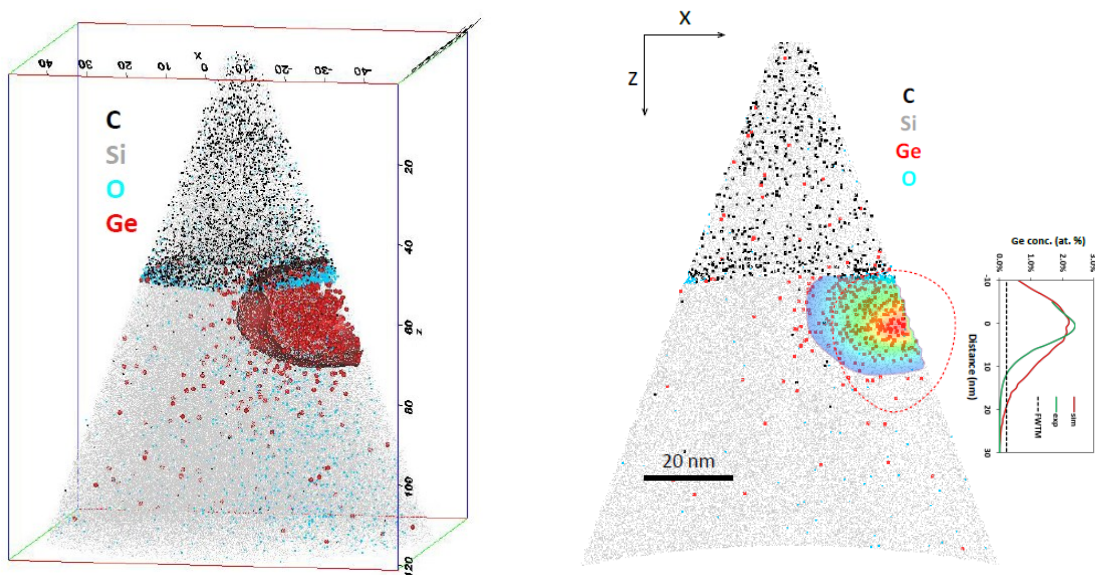 X
40 30 20 10 0 -10 -20 -30 -40
C
Si
O
Ge
20
40
z
60
80
100
120
X
Z
C
Si
Ge
O
20 nm
Ge conc. (at. %)
0.0% 1.0% 2.0% 3.0%
-10
0
10
20
30
Distance (nm)
sim
exp
FWTM